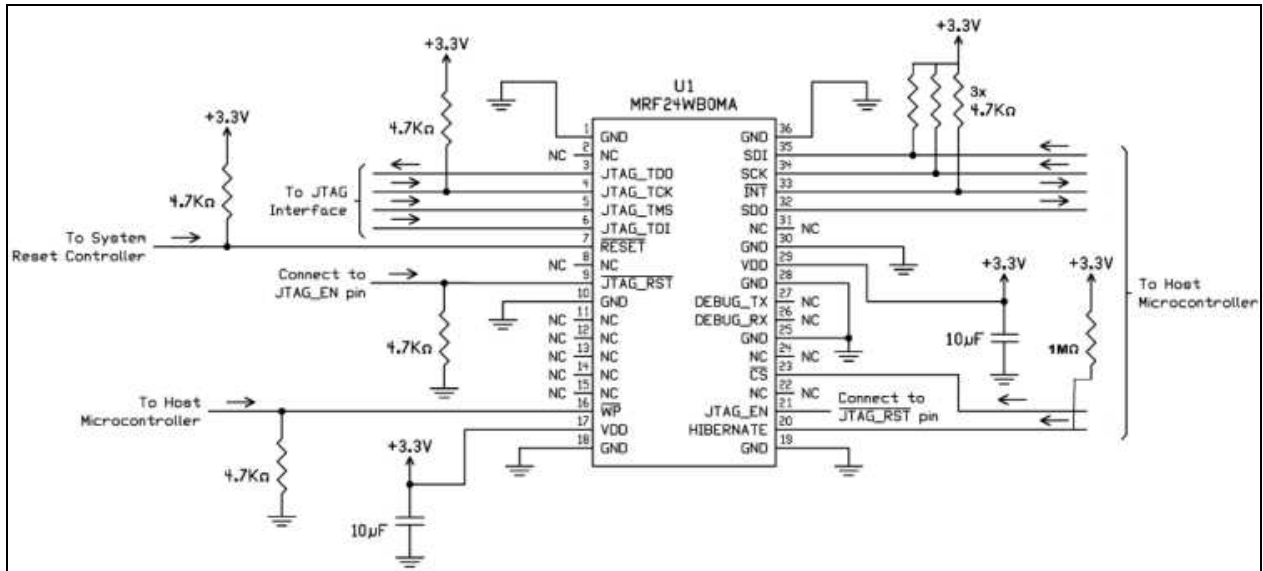 +3.3V
+3.3V
+3.3V
U1
MRF24WB0MA
4.7KΩ
3x
4.7KΩ
4.7KΩ
To JTAG
Interface
To System
Reset Controller
Connect to
JTAG_EN pin
4.7KΩ
To Host
Microcontroller
4.7KΩ
+3.3V
10µF
1 GND
NC 2 NC
3 JTAG_TDO
4 JTAG_TCK
5 JTAG_TMS
6 JTAG_TDI
7 RESET
NC 8 NC
9 JTAG_RST
10 GND
NC 11 NC
NC 12 NC
NC 13 NC
NC 14 NC
NC 15 NC
16 WP
17 VDD
18 GND
GND 36
SDI 35
SCK 34
INT 33
SDO 32
NC 31 NC
GND 30
VDD 29
GND 28
DEBUG_TX 27 NC
DEBUG_RX 26 NC
GND 25
NC 24 NC
CS 23
NC 22 NC
JTAG_EN 21
HIBERNATE 20
GND 19
Connect to
JTAG_RST pin
+3.3V
+3.3V
10µF
1MΩ
To Host
Microcontroller